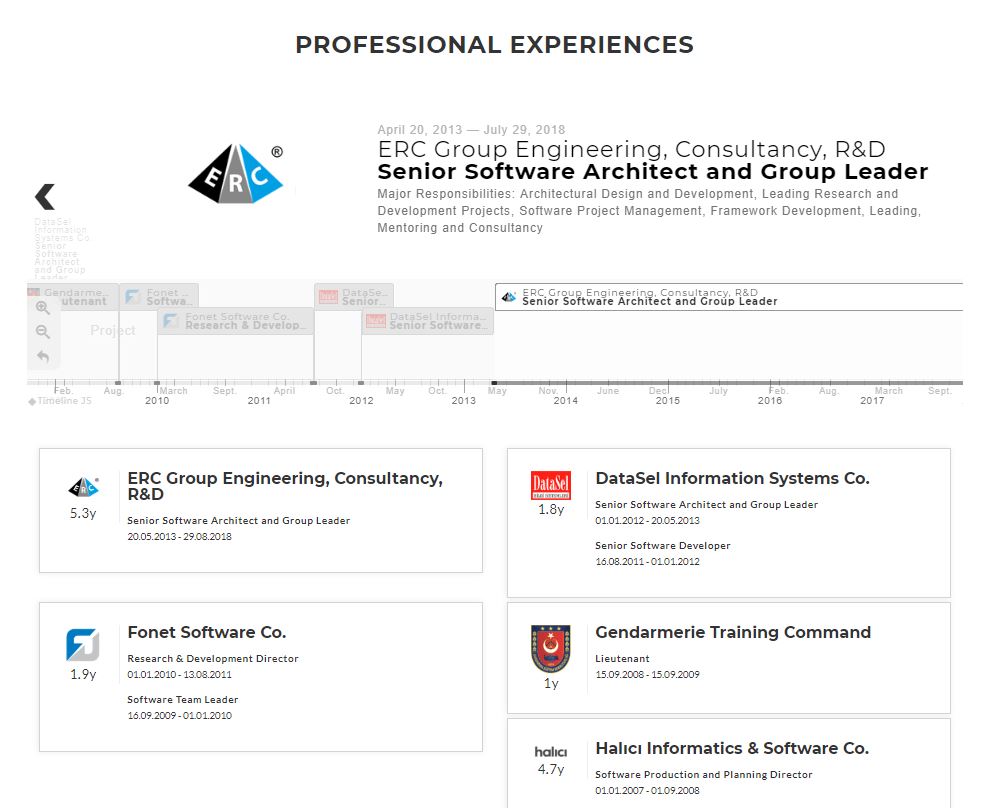 PROFESSIONAL EXPERIENCES
April 20, 2013 — July 29, 2018
ERC Group Engineering, Consultancy, R&D
Senior Software Architect and Group Leader
Major Responsibilities: Architectural Design and Development, Leading Research and
Development Projects, Software Project Management, Framework Development, Leading,
Mentoring and Consultancy
ERC ®
DataSel
Information
Systems Co.
Senior
Software
Architect
and Group
Leader
Gendarme...
utenant
Fonet ...
Softwa...
DataSe...
Senior...
ERC Group Engineering, Consultancy, R&D
Senior Software Architect and Group Leader
Fonet Software Co.
Research & Develop...
DataSel Informa...
Senior Software...
Project
Feb. Aug. March Sept. April Oct. May Oct. May Nov. June Dec. July Feb. Aug. March Sept.
Timeline JS 2010 2011 2012 2013 2014 2015 2016 2017
ERC
5.3y
ERC Group Engineering, Consultancy,
R&D
Senior Software Architect and Group Leader
20.05.2013 - 29.08.2018
DataSel
1.8y
DataSel Information Systems Co.
Senior Software Architect and Group Leader
01.01.2012 - 20.05.2013
Senior Software Developer
16.08.2011 - 01.01.2012
1.9y
Fonet Software Co.
Research & Development Director
01.01.2010 - 13.08.2011
Software Team Leader
16.09.2009 - 01.01.2010
1y
Gendarmerie Training Command
Lieutenant
15.09.2008 - 15.09.2009
halıcı
4.7y
Halıcı Informatics & Software Co.
Software Production and Planning Director
01.01.2007 - 01.09.2008